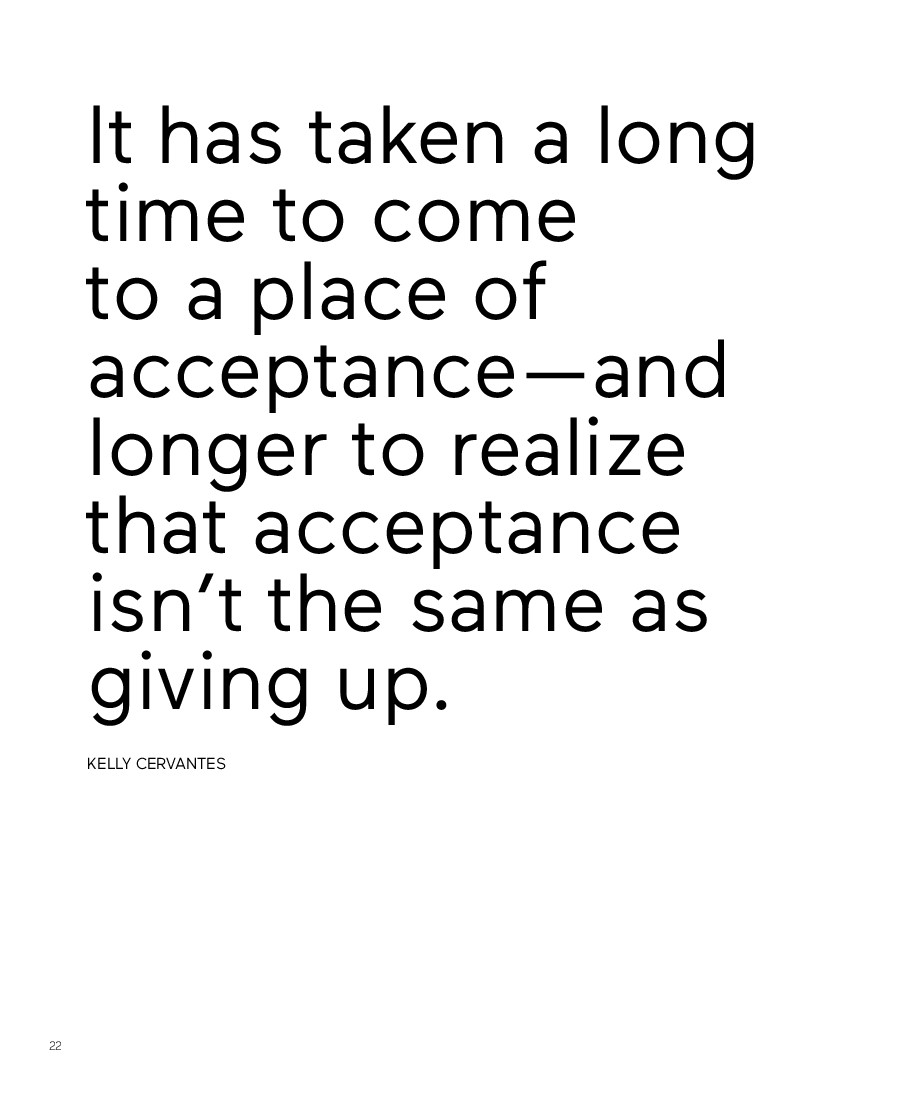 It has taken a long
time to come
to a place of
acceptance—and
longer to realize
that acceptance
isn’t the same as
giving up.
KELLY CERVANTES
22